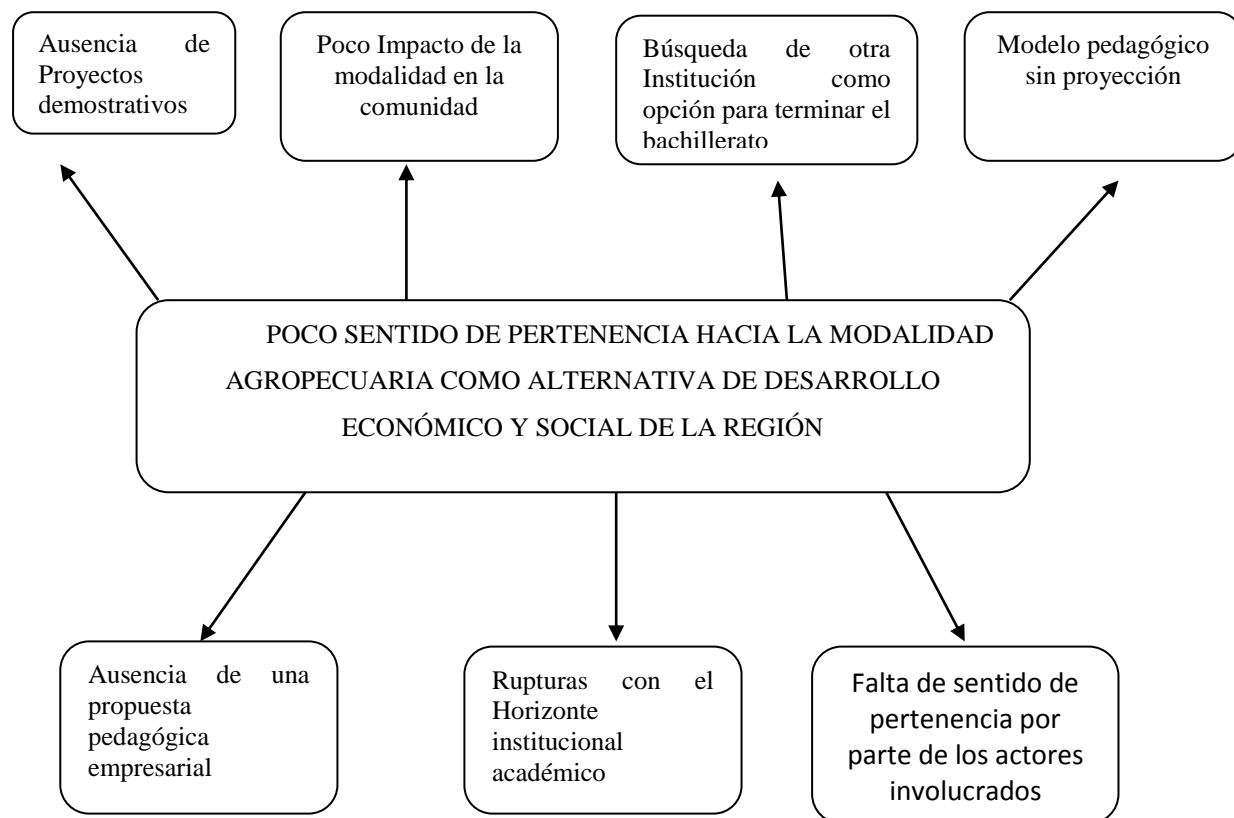 Ausencia de
Proyectos
demostrativos
Poco Impacto de la
modalidad en la
comunidad
Búsqueda de otra
Institución como
opción para terminar el
bachillerato
Modelo pedagógico
sin proyección
POCO SENTIDO DE PERTENENCIA HACIA LA MODALIDAD
AGROPECUARIA COMO ALTERNATIVA DE DESARROLLO
ECONÓMICO Y SOCIAL DE LA REGIÓN
Ausencia de una
propuesta
pedagógica
empresarial
Rupturas con el
Horizonte
institucional
académico
Falta de sentido de
pertenencia por
parte de los actores
involucrados